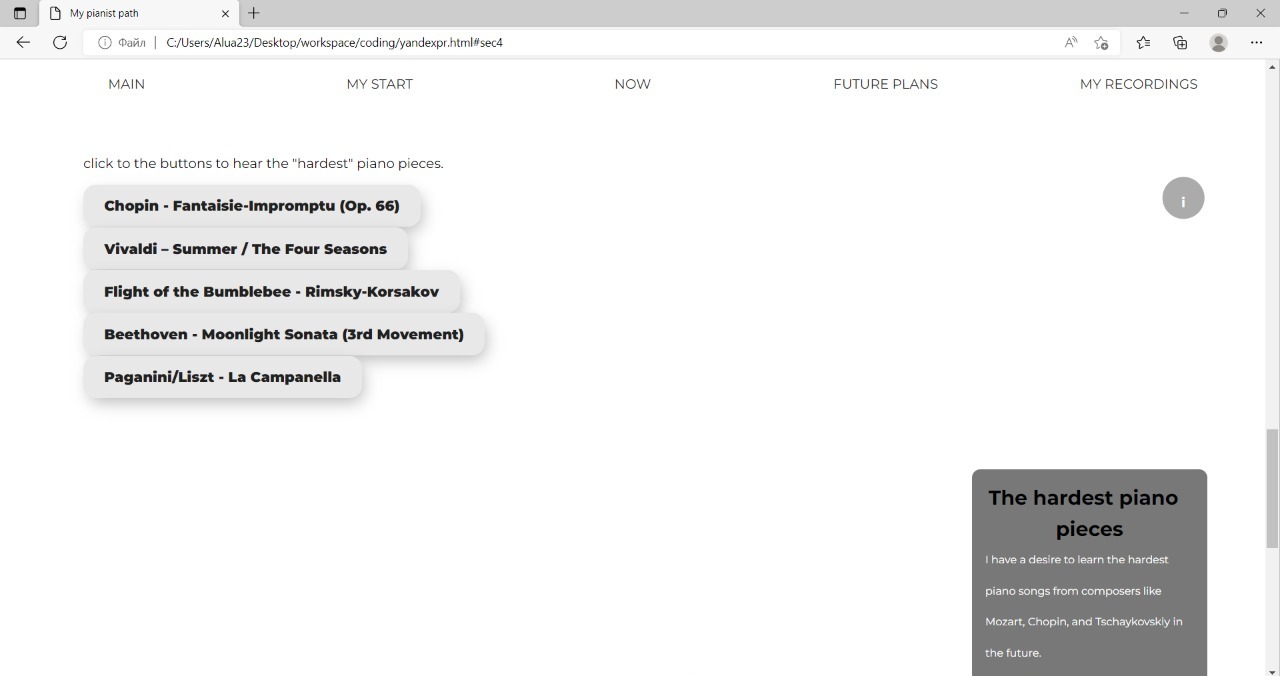 My pianist path
Файл
C:/Users/Alua23/Desktop/workspace/coding/yandexpr.html#sec4
MAIN MY START NOW FUTURE PLANS MY RECORDINGS
click to the buttons to hear the "hardest" piano pieces.
Chopin - Fantaisie-Impromptu (Op. 66)
i
Vivaldi – Summer / The Four Seasons
Flight of the Bumblebee - Rimsky-Korsakov
Beethoven - Moonlight Sonata (3rd Movement)
Paganini/Liszt - La Campanella
The hardest piano
pieces
I have a desire to learn the hardest
piano songs from composers like
Mozart, Chopin, and Tschaykovskiy in
the future.